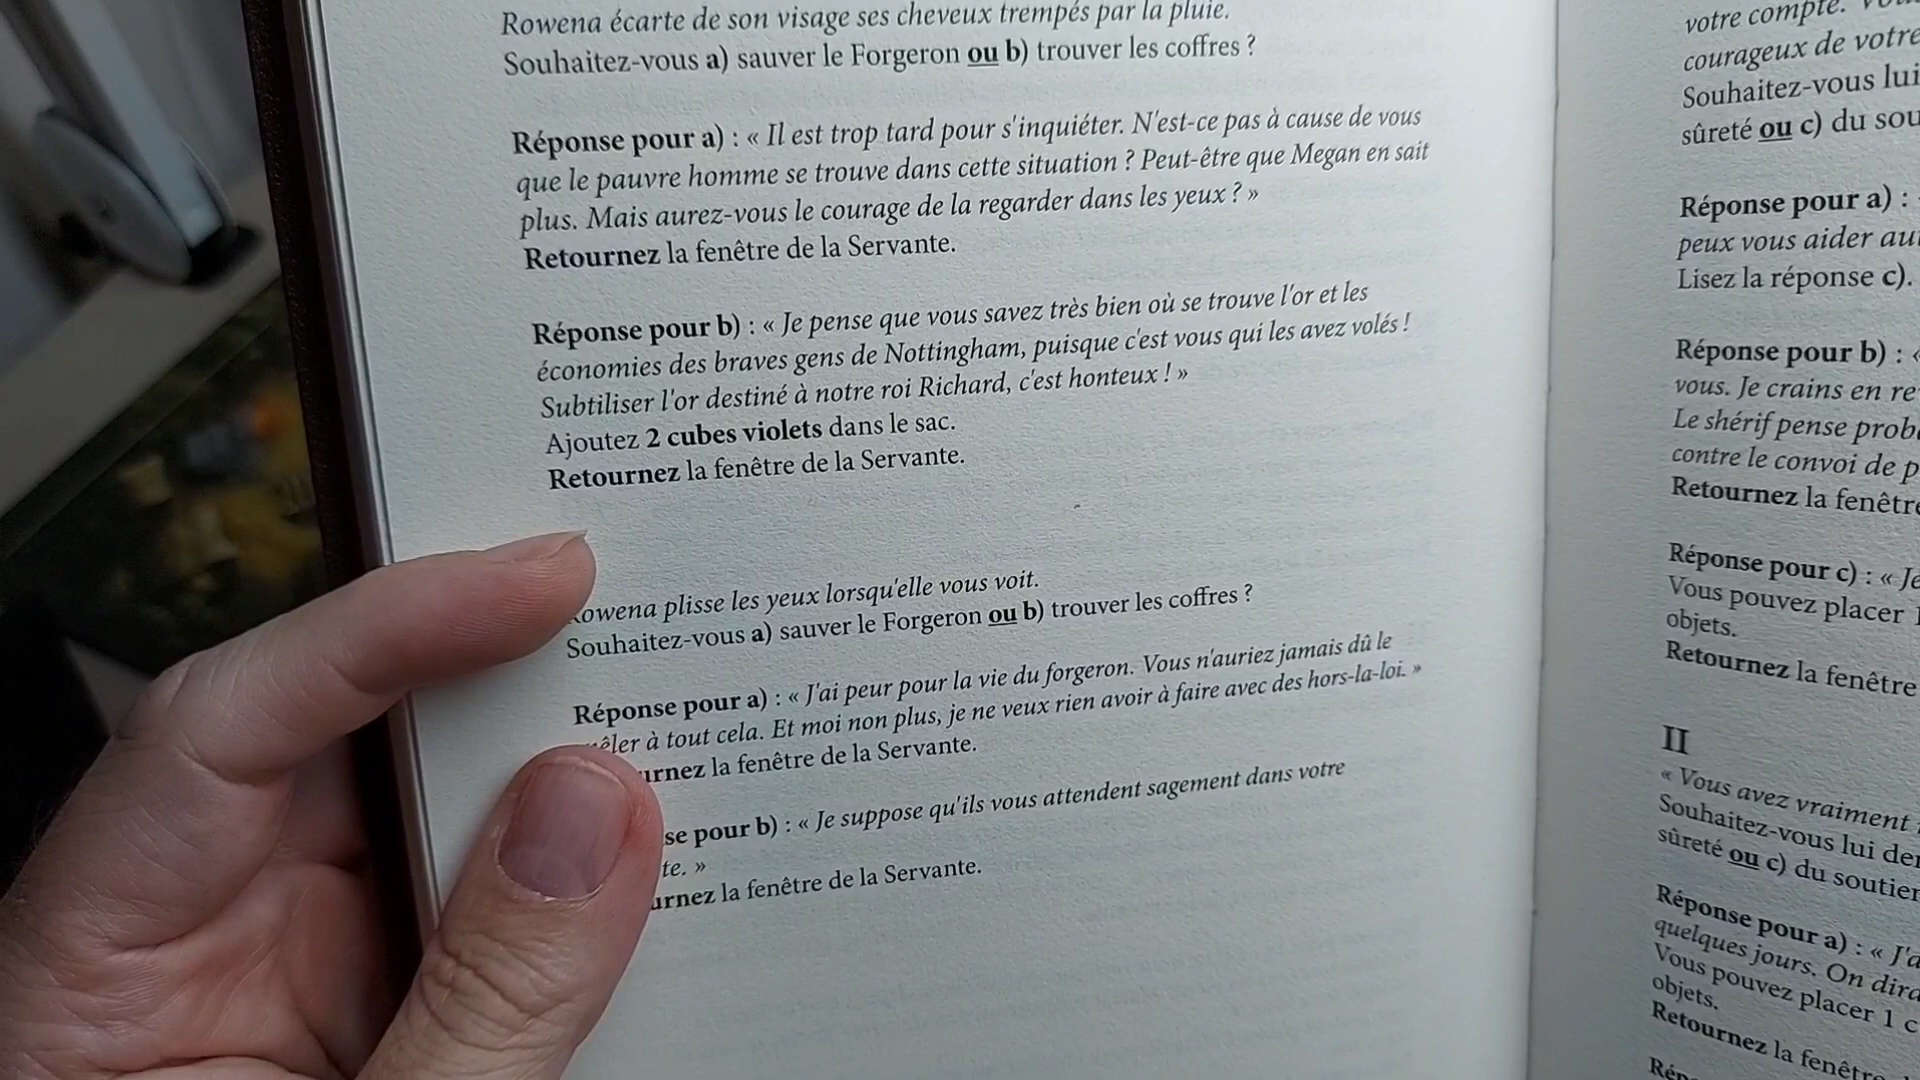 Rowena écarte de son visage ses cheveux trempés par la pluie.
Souhaitez-vous a) sauver le Forgeron ou b) trouver les coffres ?
Réponse pour a) : « Il est trop tard pour s'inquiéter. N'est-ce pas à cause de vous
que le pauvre homme se trouve dans cette situation ? Peut-être que Megan en sait
plus. Mais aurez-vous le courage de la regarder dans les yeux ? »
Retournez la fenêtre de la Servante.
Réponse pour b) : « Je pense que vous savez très bien où se trouve l'or et les
économies des braves gens de Nottingham, puisque c'est vous qui les avez volés !
Subtiliser l'or destiné à notre roi Richard, c'est honteux ! »
Ajoutez 2 cubes violets dans le sac.
Retournez la fenêtre de la Servante.
Rowena plisse les yeux lorsqu'elle vous voit.
Souhaitez-vous a) sauver le Forgeron ou b) trouver les coffres ?
Réponse pour a) : « J'ai peur pour la vie du forgeron. Vous n'auriez jamais dû le
mêler à tout cela. Et moi non plus, je ne veux rien avoir à faire avec des hors-la-loi. »
urnez la fenêtre de la Servante.
se pour b) : « Je suppose qu'ils vous attendent sagement dans votre
te. »
urnez la fenêtre de la Servante.
votre compte.
courageux de votre
Souhaitez-vous lui
sûreté ou c) du sou
Réponse pour a) :
peux vous aider au
Lisez la réponse c).
Réponse pour b) : «
vous. Je crains en re
Le shérif pense prob
contre le convoi de p
Retournez la fenêtre
Réponse pour c) : « Je
Vous pouvez placer 1
objets.
Retournez la fenêtre
II
« Vous avez vraiment
Souhaitez-vous lui der
sûreté ou c) du soutien
Réponse pour a) : « J'a
quelques jours. On dira
Vous pouvez placer 1 c
objets.
Retournez la fenêtre
Rép